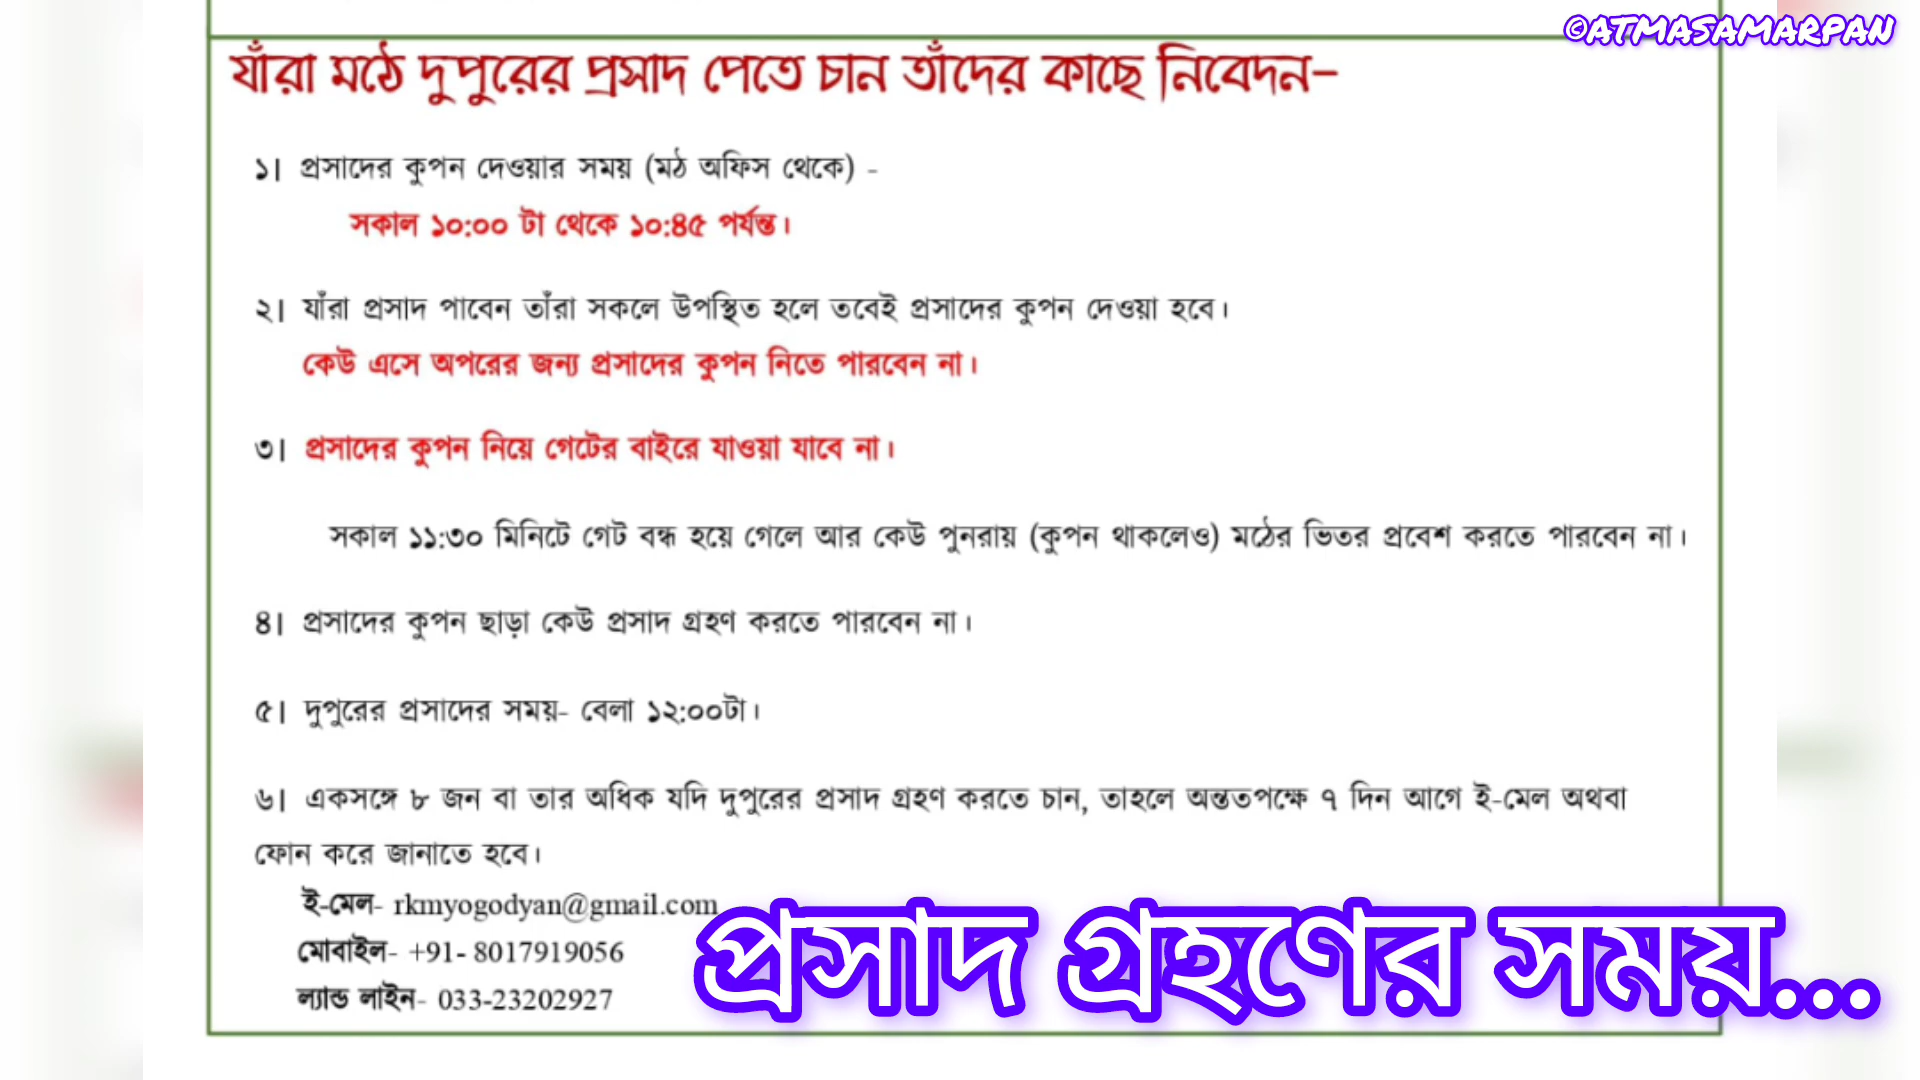 ©ATMASAMARPAN
যাঁরা মঠে দুপুরের প্রসাদ পেতে চান তাঁদের কাছে নিবেদন–
১। প্রসাদের কুপন দেওয়ার সময় (মঠ অফিস থেকে) -
সকাল ১০:০০ টা থেকে ১০:৪৫ পর্যন্ত।
২। যাঁরা প্রসাদ পাবেন তাঁরা সকলে উপস্থিত হলে তবেই প্রসাদের কুপন দেওয়া হবে।
কেউ এসে অপরের জন্য প্রসাদের কুপন নিতে পারবেন না।
৩। প্রসাদের কুপন নিয়ে গেটের বাইরে যাওয়া যাবে না।
সকাল ১১:৩০ মিনিটে গেট বন্ধ হয়ে গেলে আর কেউ পুনরায় (কুপন থাকলেও) মঠের ভিতর প্রবেশ করতে পারবেন না।
৪। প্রসাদের কুপন ছাড়া কেউ প্রসাদ গ্রহণ করতে পারবেন না।
৫। দুপুরের প্রসাদের সময়- বেলা ১২:০০টা।
৬। একসঙ্গে ৮ জন বা তার অধিক যদি দুপুরের প্রসাদ গ্রহণ করতে চান, তাহলে অন্ততপক্ষে ৭ দিন আগে ই-মেল অথবা
ফোন করে জানাতে হবে।
ই-মেল- rkmyogodyan@gmail.com
মোবাইল- +91- 8017919056
ল্যান্ড লাইন- 033-23202927
প্রসাদ গ্রহণের সময়...